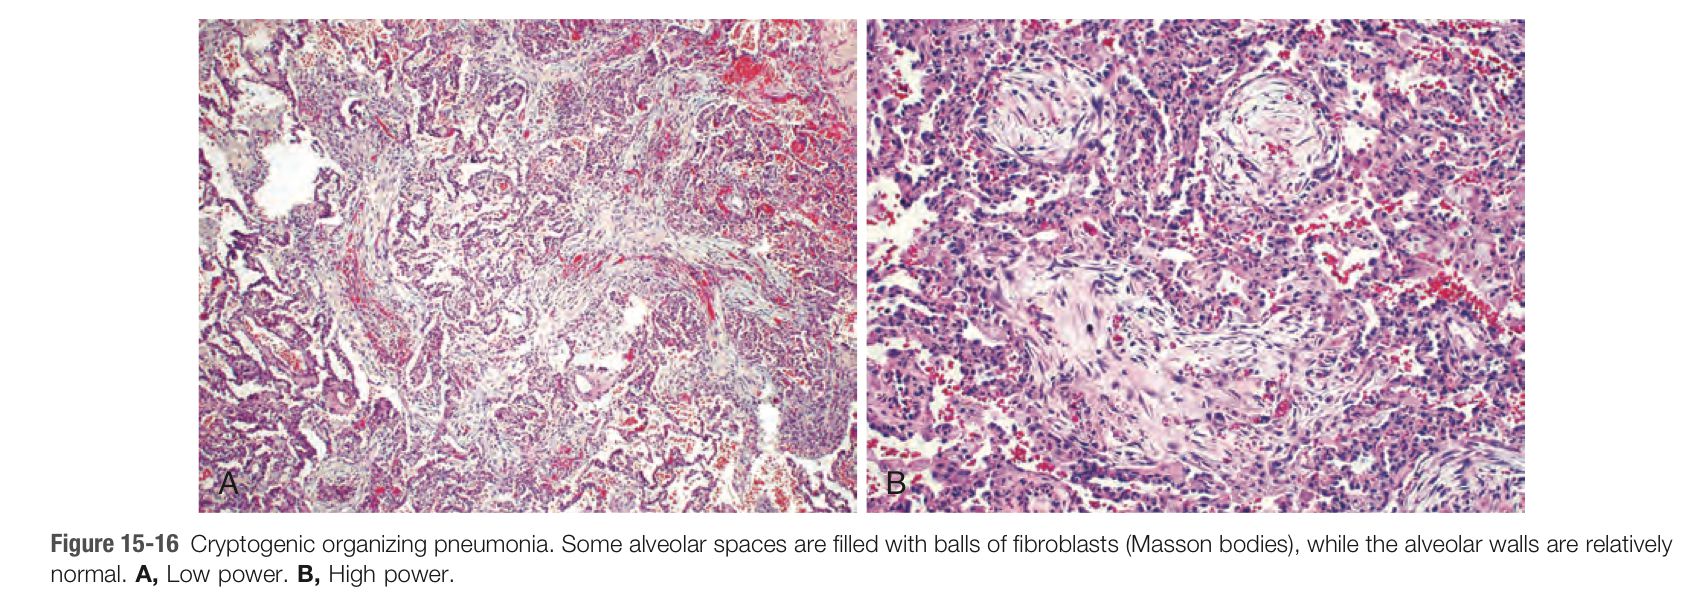 A
B
Figure 15-16 Cryptogenic organizing pneumonia. Some alveolar spaces are filled with balls of fibroblasts (Masson bodies), while the alveolar walls are relatively
normal. A, Low power. B, High power.